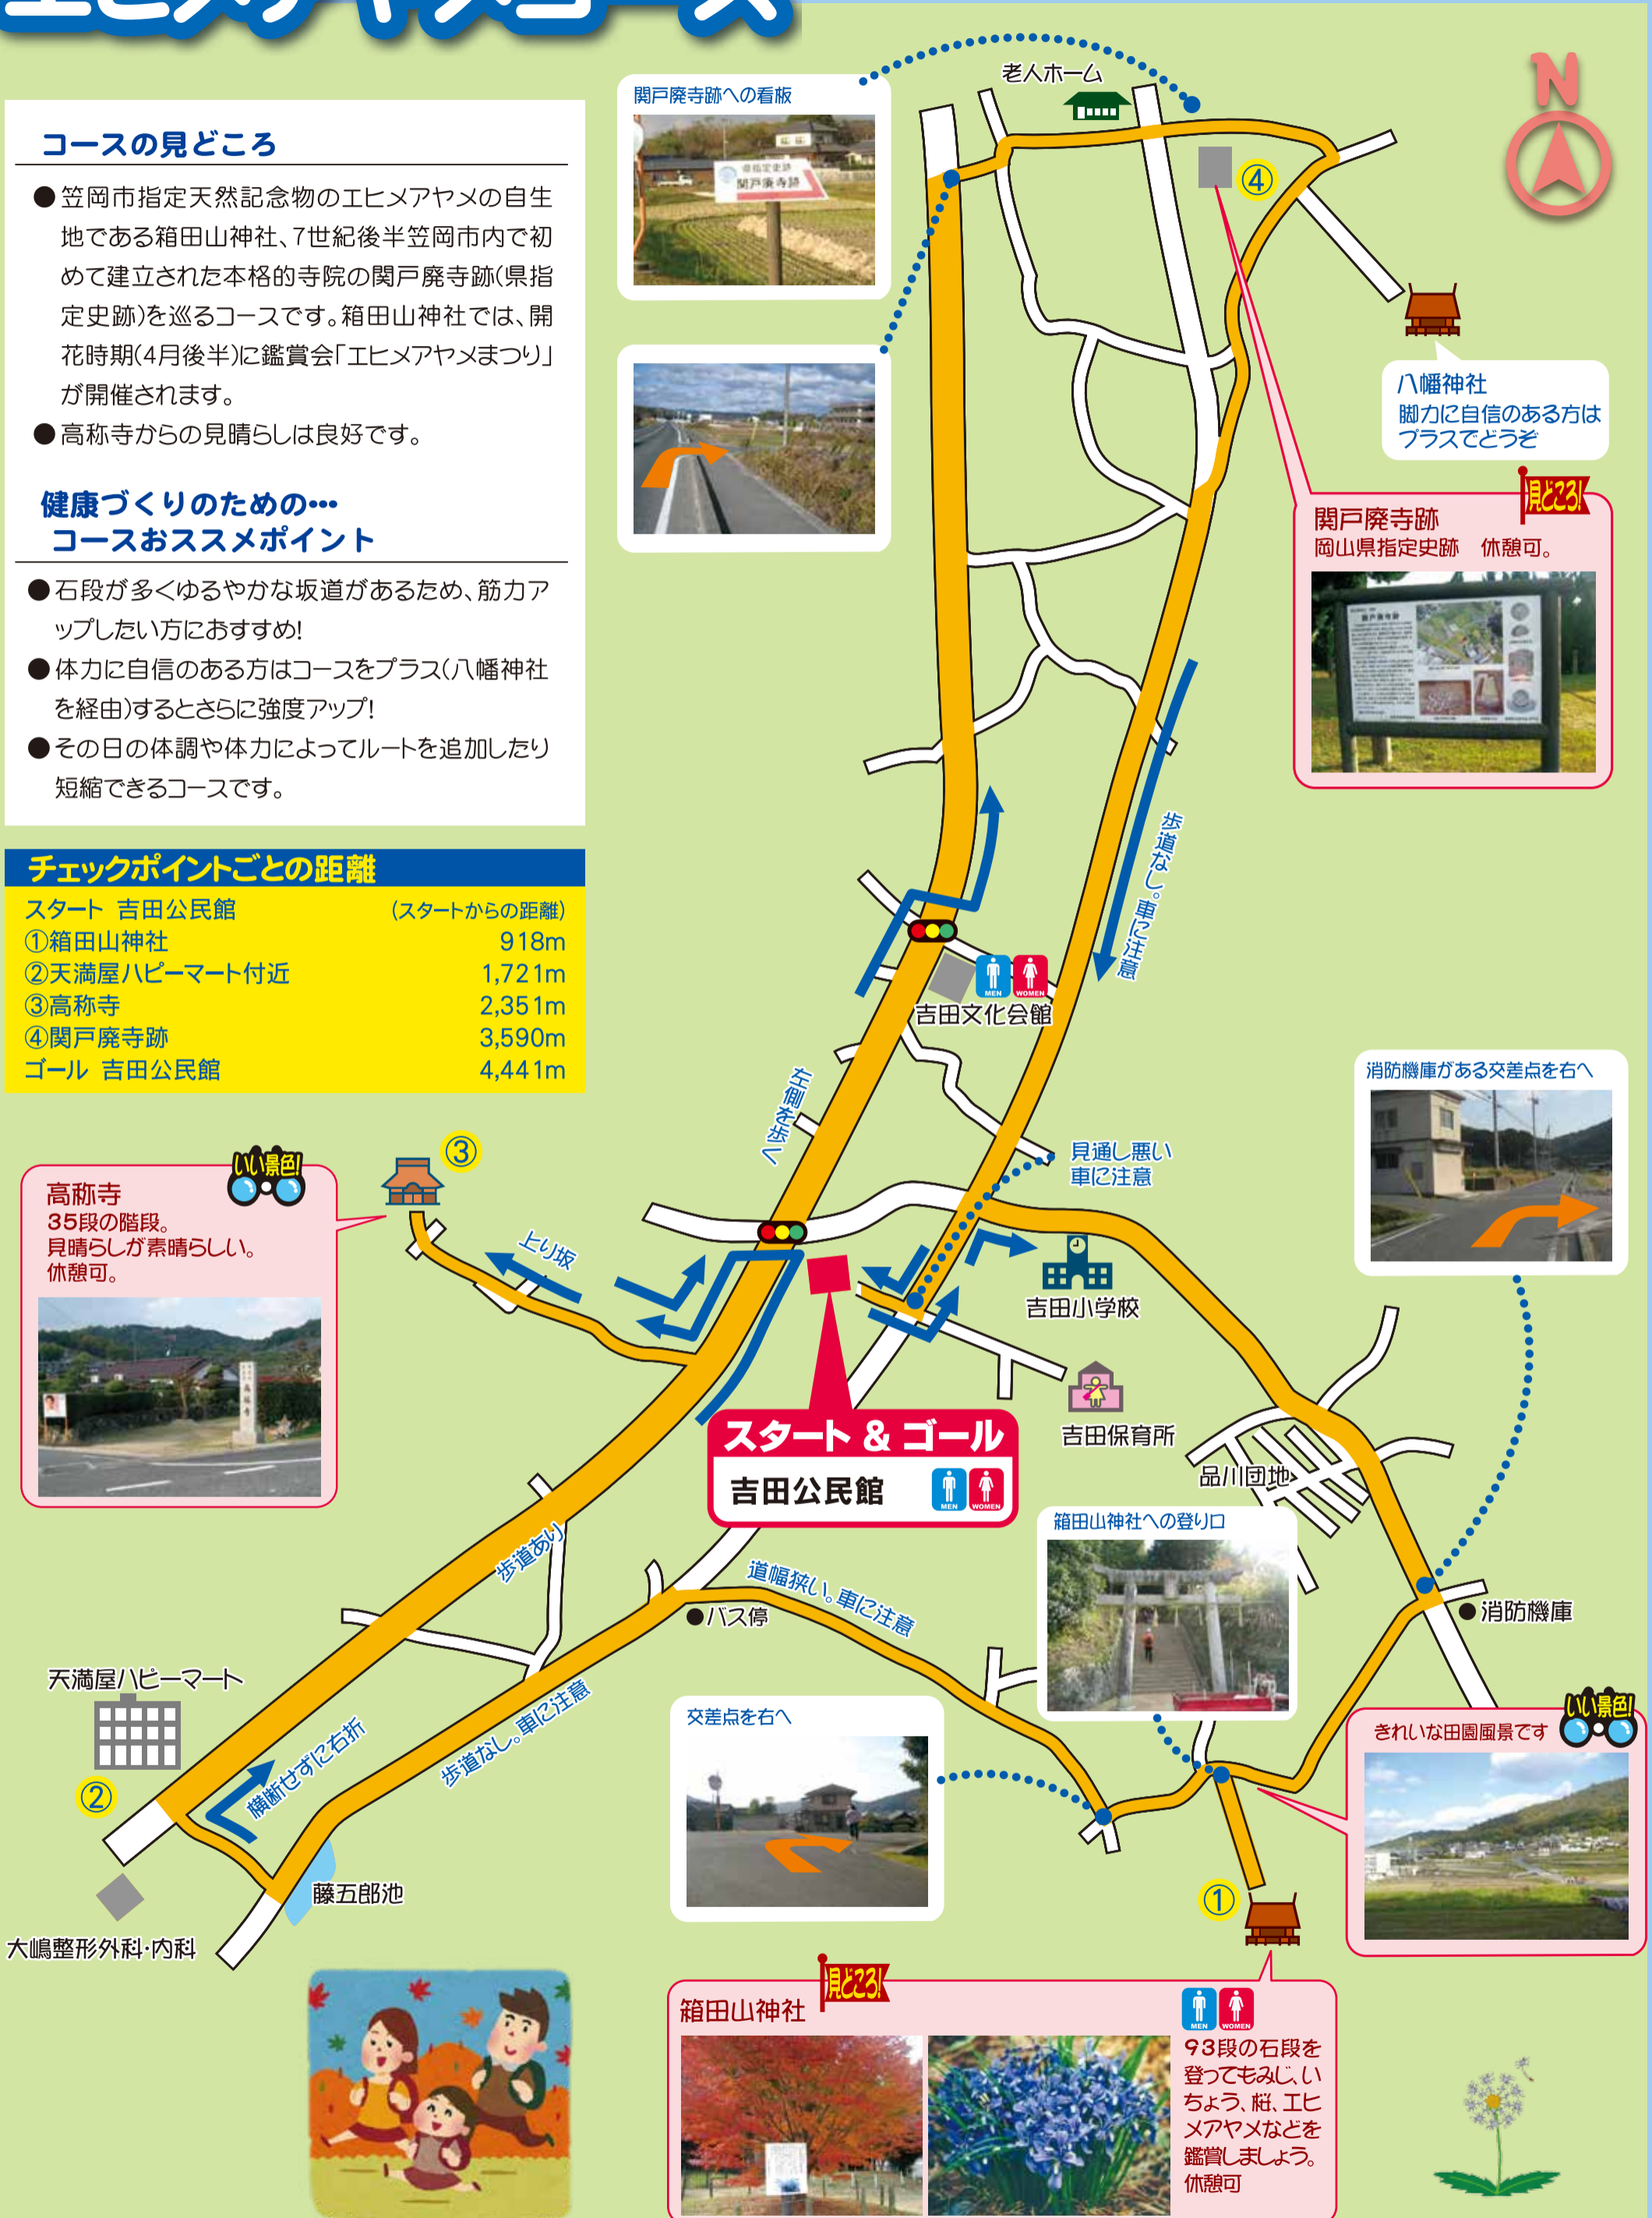 エヒメアヤメコース
N
コースの見どころ
●笠岡市指定天然記念物のエヒメアヤメの自生
地である箱田山神社、7世紀後半笠岡市内で初
めて建立された本格的寺院の関戸廃寺跡(県指
定史跡)を巡るコースです。箱田山神社では、開
花時期(4月後半)に鑑賞会「エヒメアヤメまつり」
が開催されます。
●高称寺からの見晴らしは良好です。
健康づくりのための…
コースおススメポイント
●石段が多くゆるやかな坂道があるため、筋力ア
ップしたい方におすすめ!
●体力に自信のある方はコースをプラス(八幡神社
を経由)するとさらに強度アップ!
●その日の体調や体力によってルートを追加したり
短縮できるコースです。
チェックポイントごとの距離
スタート 吉田公民館 (スタートからの距離)
①箱田山神社 918m
②天満屋ハピーマート付近 1,721m
③高称寺 2,351m
④関戸廃寺跡 3,590m
ゴール 吉田公民館 4,441m
関戸廃寺跡への看板
県指定史跡
関戸廃寺跡
老人ホーム
④
八幡神社
脚力に自信のある方は
プラスでどうぞ
見どころ!
関戸廃寺跡
岡山県指定史跡 休憩可。
歩道なし。車に注意
MEN
WOMEN
吉田文化会館
左側を歩く
見通し悪い
車に注意
消防機庫がある交差点を右へ
いい景色!
③
高称寺
35段の階段。
見晴らしが素晴らしい。
休憩可。
上り坂
吉田小学校
吉田保育所
スタート & ゴール
吉田公民館
MEN
WOMEN
品川団地
箱田山神社への登り口
歩道あり
道幅狭い。車に注意
●バス停
●消防機庫
天満屋ハピーマート
②
横断せずに右折
歩道なし。車に注意
交差点を右へ
いい景色!
きれいな田園風景です
藤五郎池
大嶋整形外科・内科
①
見どころ!
箱田山神社
MEN
WOMEN
93段の石段を
登ってもみじ、い
ちょう、桜、エヒ
メアヤメなどを
鑑賞しましょう。
休憩可